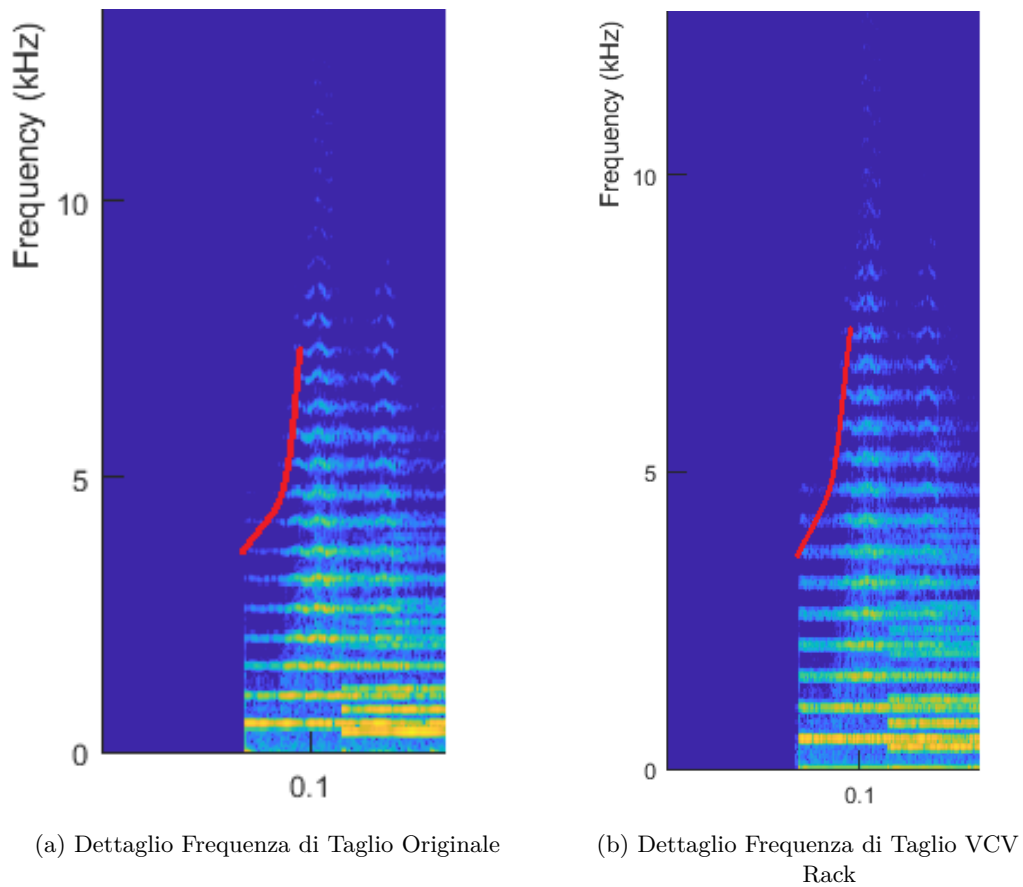 Frequency (kHz)
10
5
0
0.1
(a) Dettaglio Frequenza di Taglio Originale
Frequency (kHz)
10
5
0
0.1
(b) Dettaglio Frequenza di Taglio VCV
Rack